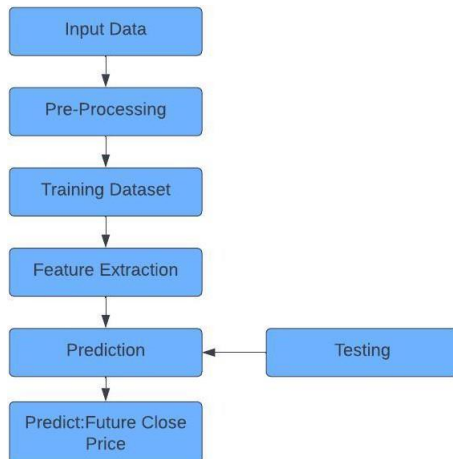 Input Data
Pre-Processing
Training Dataset
Feature Extraction
Prediction
Testing
Predict:Future Close
Price